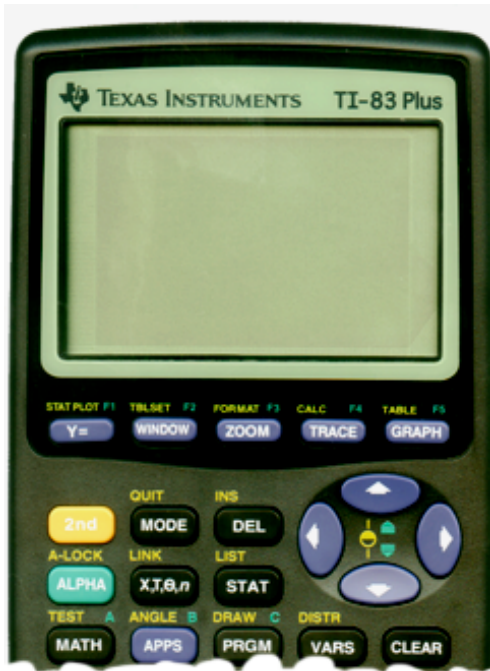 TEXAS INSTRUMENTS TI-83 Plus
STAT PLOT F1 TBLSET F2 FORMAT F3 CALC F4 TABLE F5
Y= WINDOW ZOOM TRACE GRAPH
QUIT INS
2nd MODE DEL
A-LOCK LINK LIST
ALPHA X,T,θ,n STAT
TEST A ANGLE B DRAW C DISTR
MATH APPS PRGM VARS CLEAR